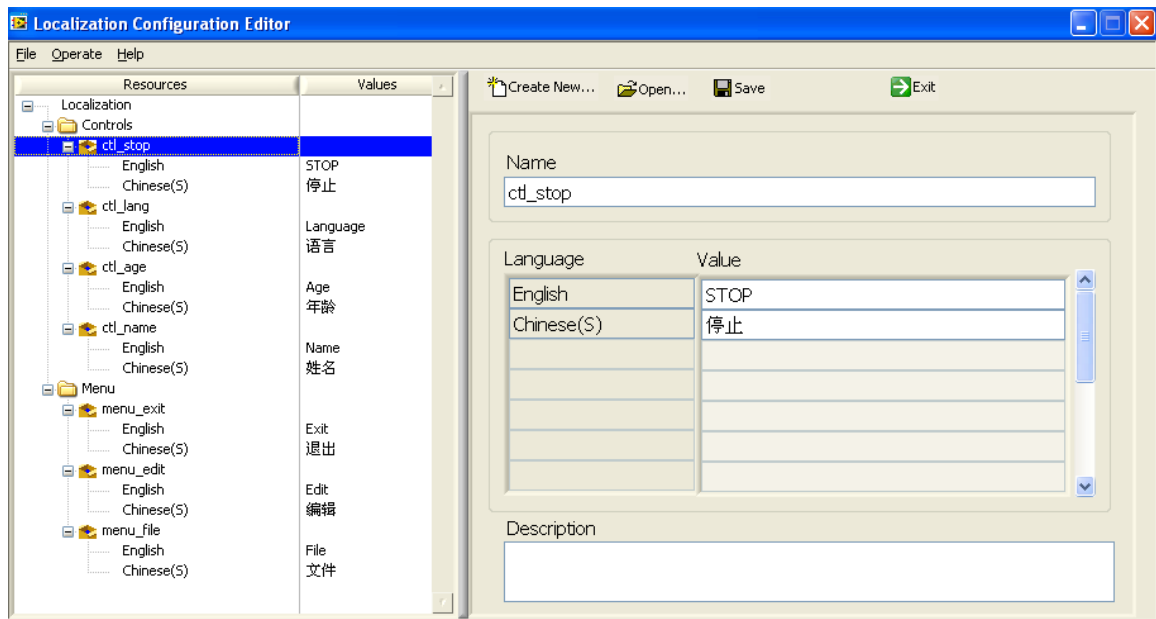 Localization Configuration Editor
File Operate Help
Resources Values
Localization
Controls
ctl_stop
English STOP
Chinese(S) 停止
ctl_lang
English Language
Chinese(S) 语言
ctl_age
English Age
Chinese(S) 年龄
ctl_name
English Name
Chinese(S) 姓名
Menu
menu_exit
English Exit
Chinese(S) 退出
menu_edit
English Edit
Chinese(S) 编辑
menu_file
English File
Chinese(S) 文件
Create New... Open... Save Exit
Name
ctl_stop
Language Value
English STOP
Chinese(S) 停止
Description